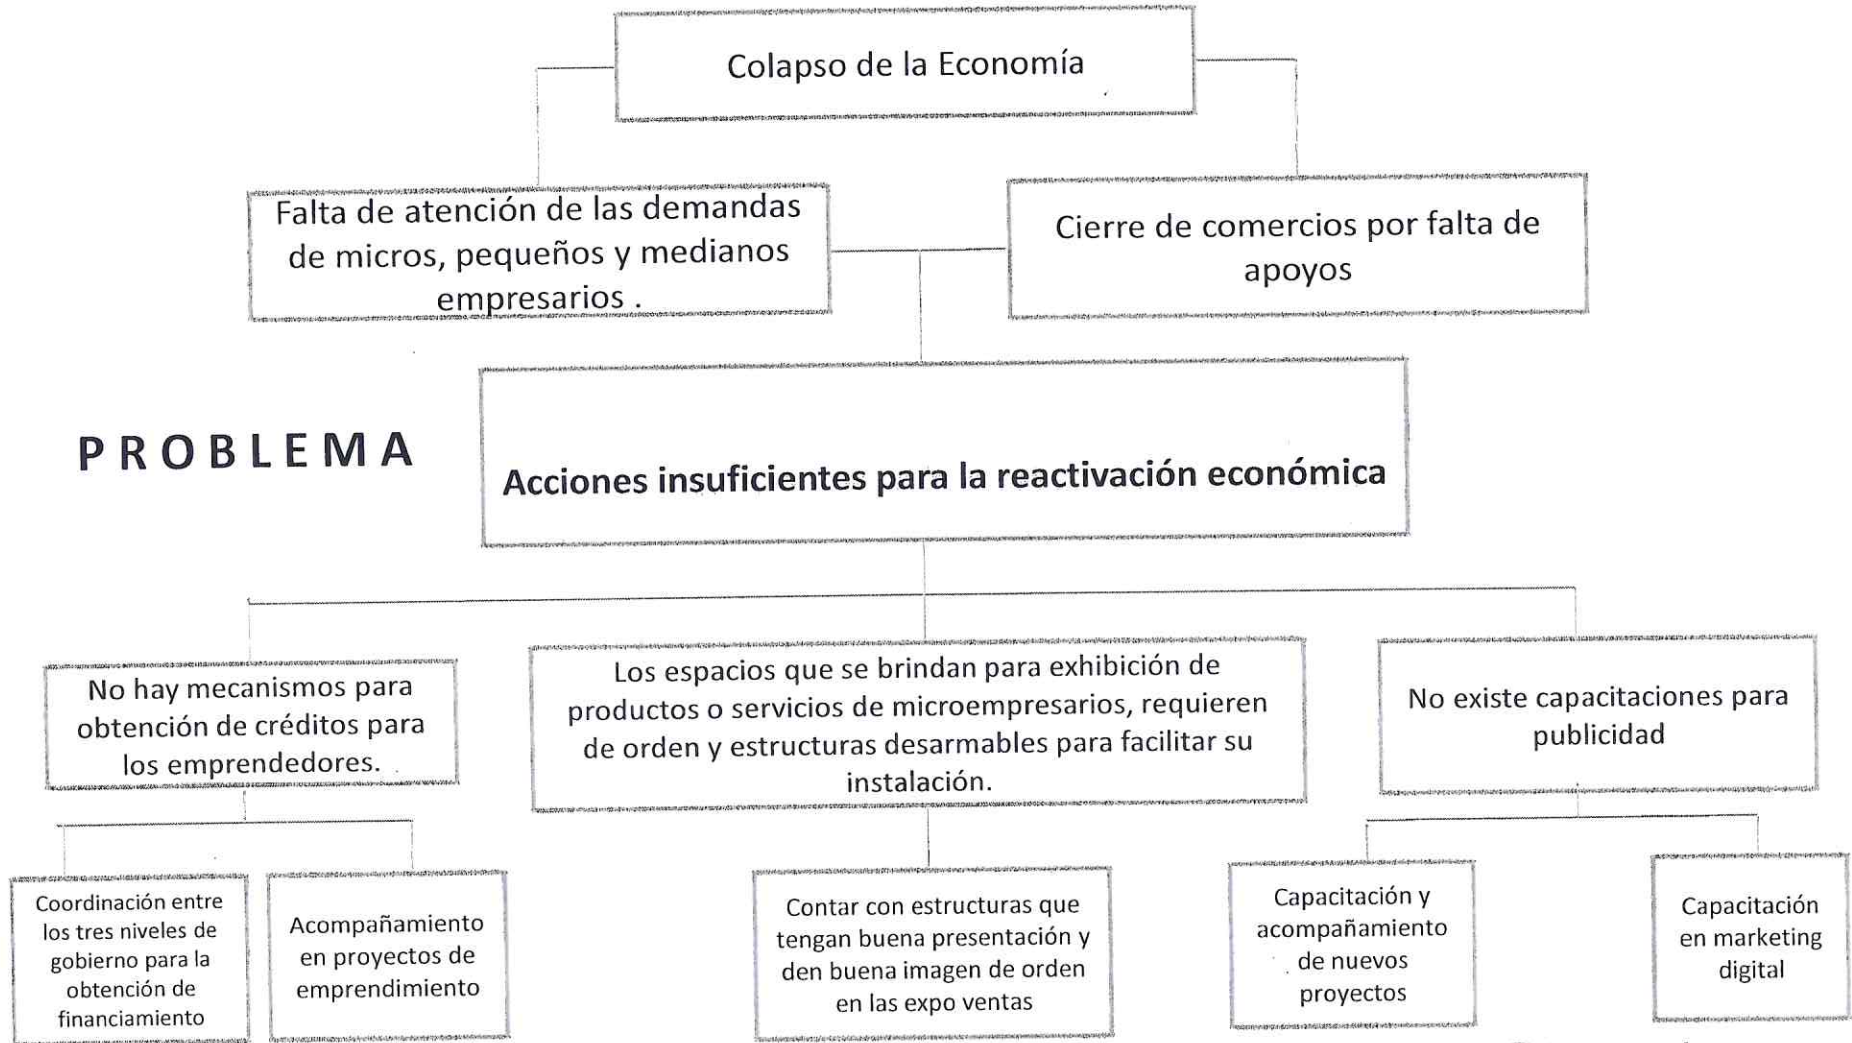 Colapso de la Economía
Falta de atención de las demandas
de micros, pequeños y medianos
empresarios .
Cierre de comercios por falta de
apoyos
PROBLEMA
Acciones insuficientes para la reactivación económica
No hay mecanismos para
obtención de créditos para
los emprendedores.
Los espacios que se brindan para exhibición de
productos o servicios de microempresarios, requieren
de orden y estructuras desarmables para facilitar su
instalación.
No existe capacitaciones para
publicidad
Coordinación entre
los tres niveles de
gobierno para la
obtención de
financiamiento
Acompañamiento
en proyectos de
emprendimiento
Contar con estructuras que
tengan buena presentación y
den buena imagen de orden
en las expo ventas
Capacitación y
acompañamiento
de nuevos
proyectos
Capacitación
en marketing
digital